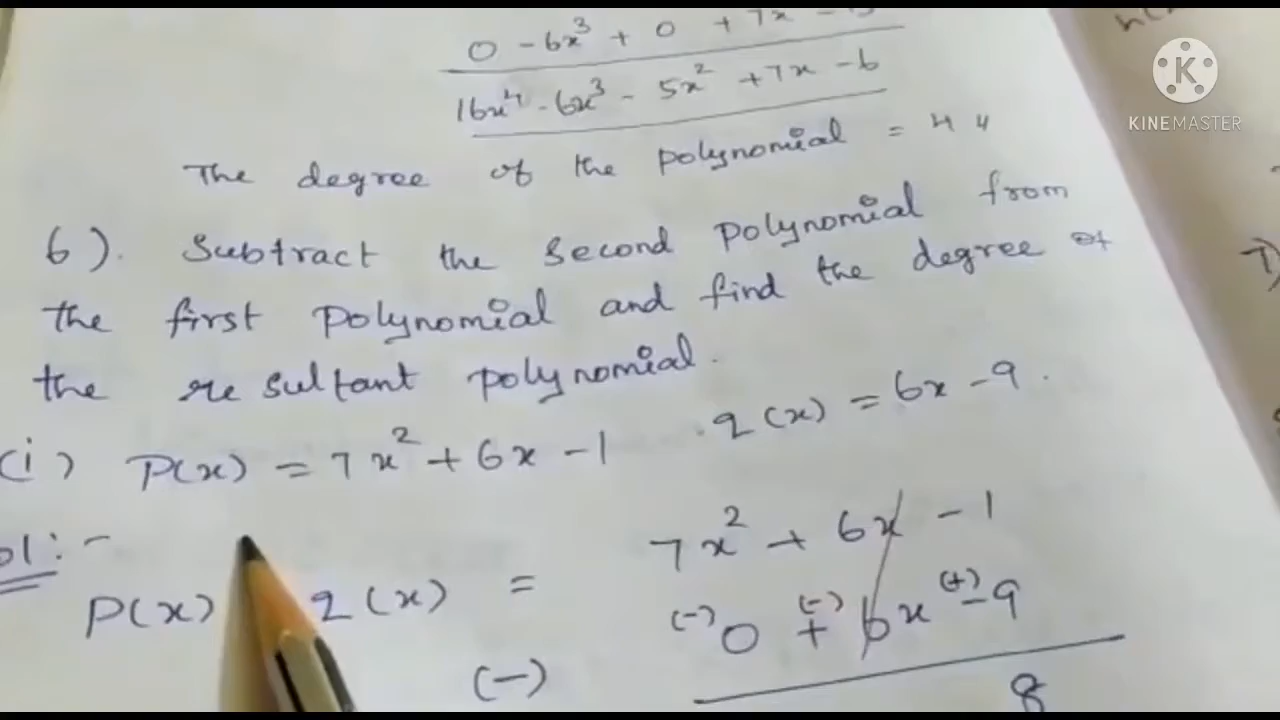 0 - 6x³ + 0 + 7x
16x⁴ - 6x³ - 5x² + 7x - 6
K
KINEMASTER
The degree of the polynomial = 4 4
6). Subtract the second polynomial from
the first polynomial and find the degree of
the resultant polynomial.
(i) P(x) = 7x² + 6x - 1 q(x) = 6x - 9.
ol:-
P(x) q(x) = 7x² + 6x - 1
(-) 0 (-) + 6x (+) - 9
(-)
8